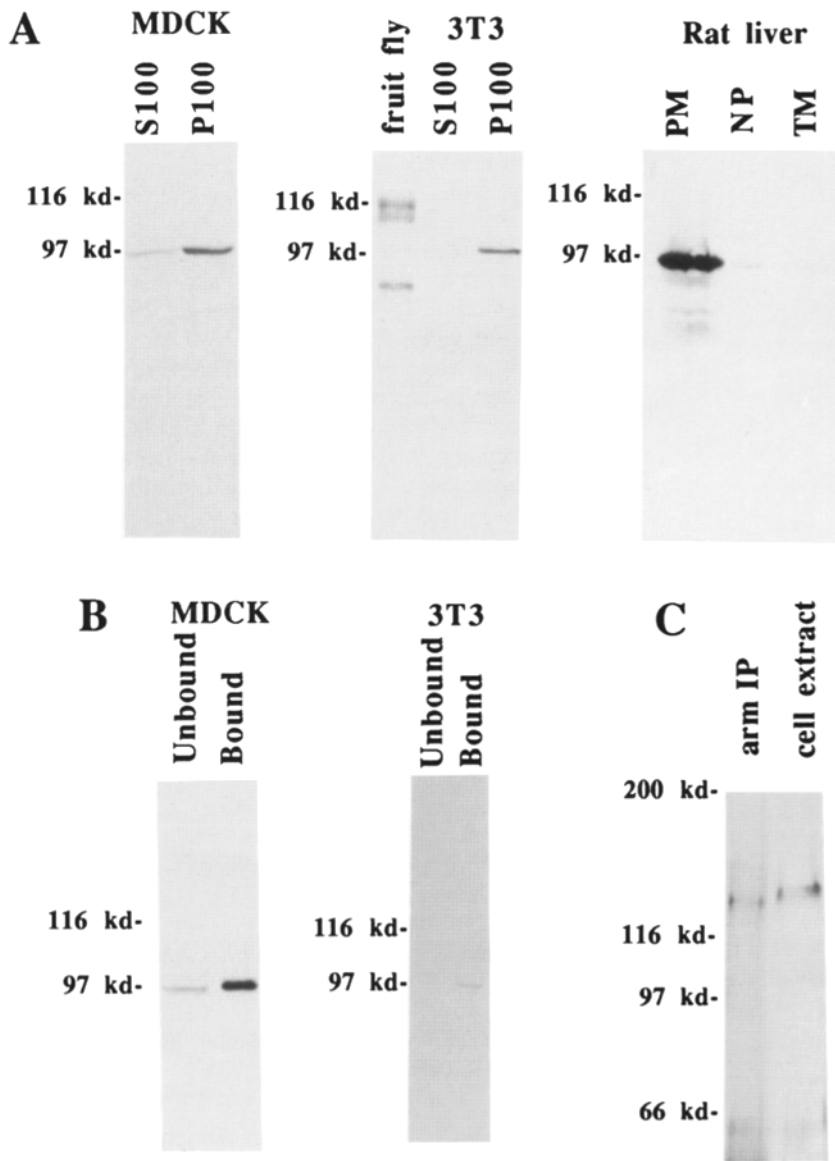 A
MDCK
S100
P100
116 kd-
97 kd-
3T3
fruit fly
S100
P100
116 kd-
97 kd-
Rat liver
PM
NP
TM
116 kd-
97 kd-
B
MDCK
Unbound
Bound
116 kd-
97 kd-
3T3
Unbound
Bound
116 kd-
97 kd-
C
arm IP
cell extract
200 kd-
116 kd-
97 kd-
66 kd-